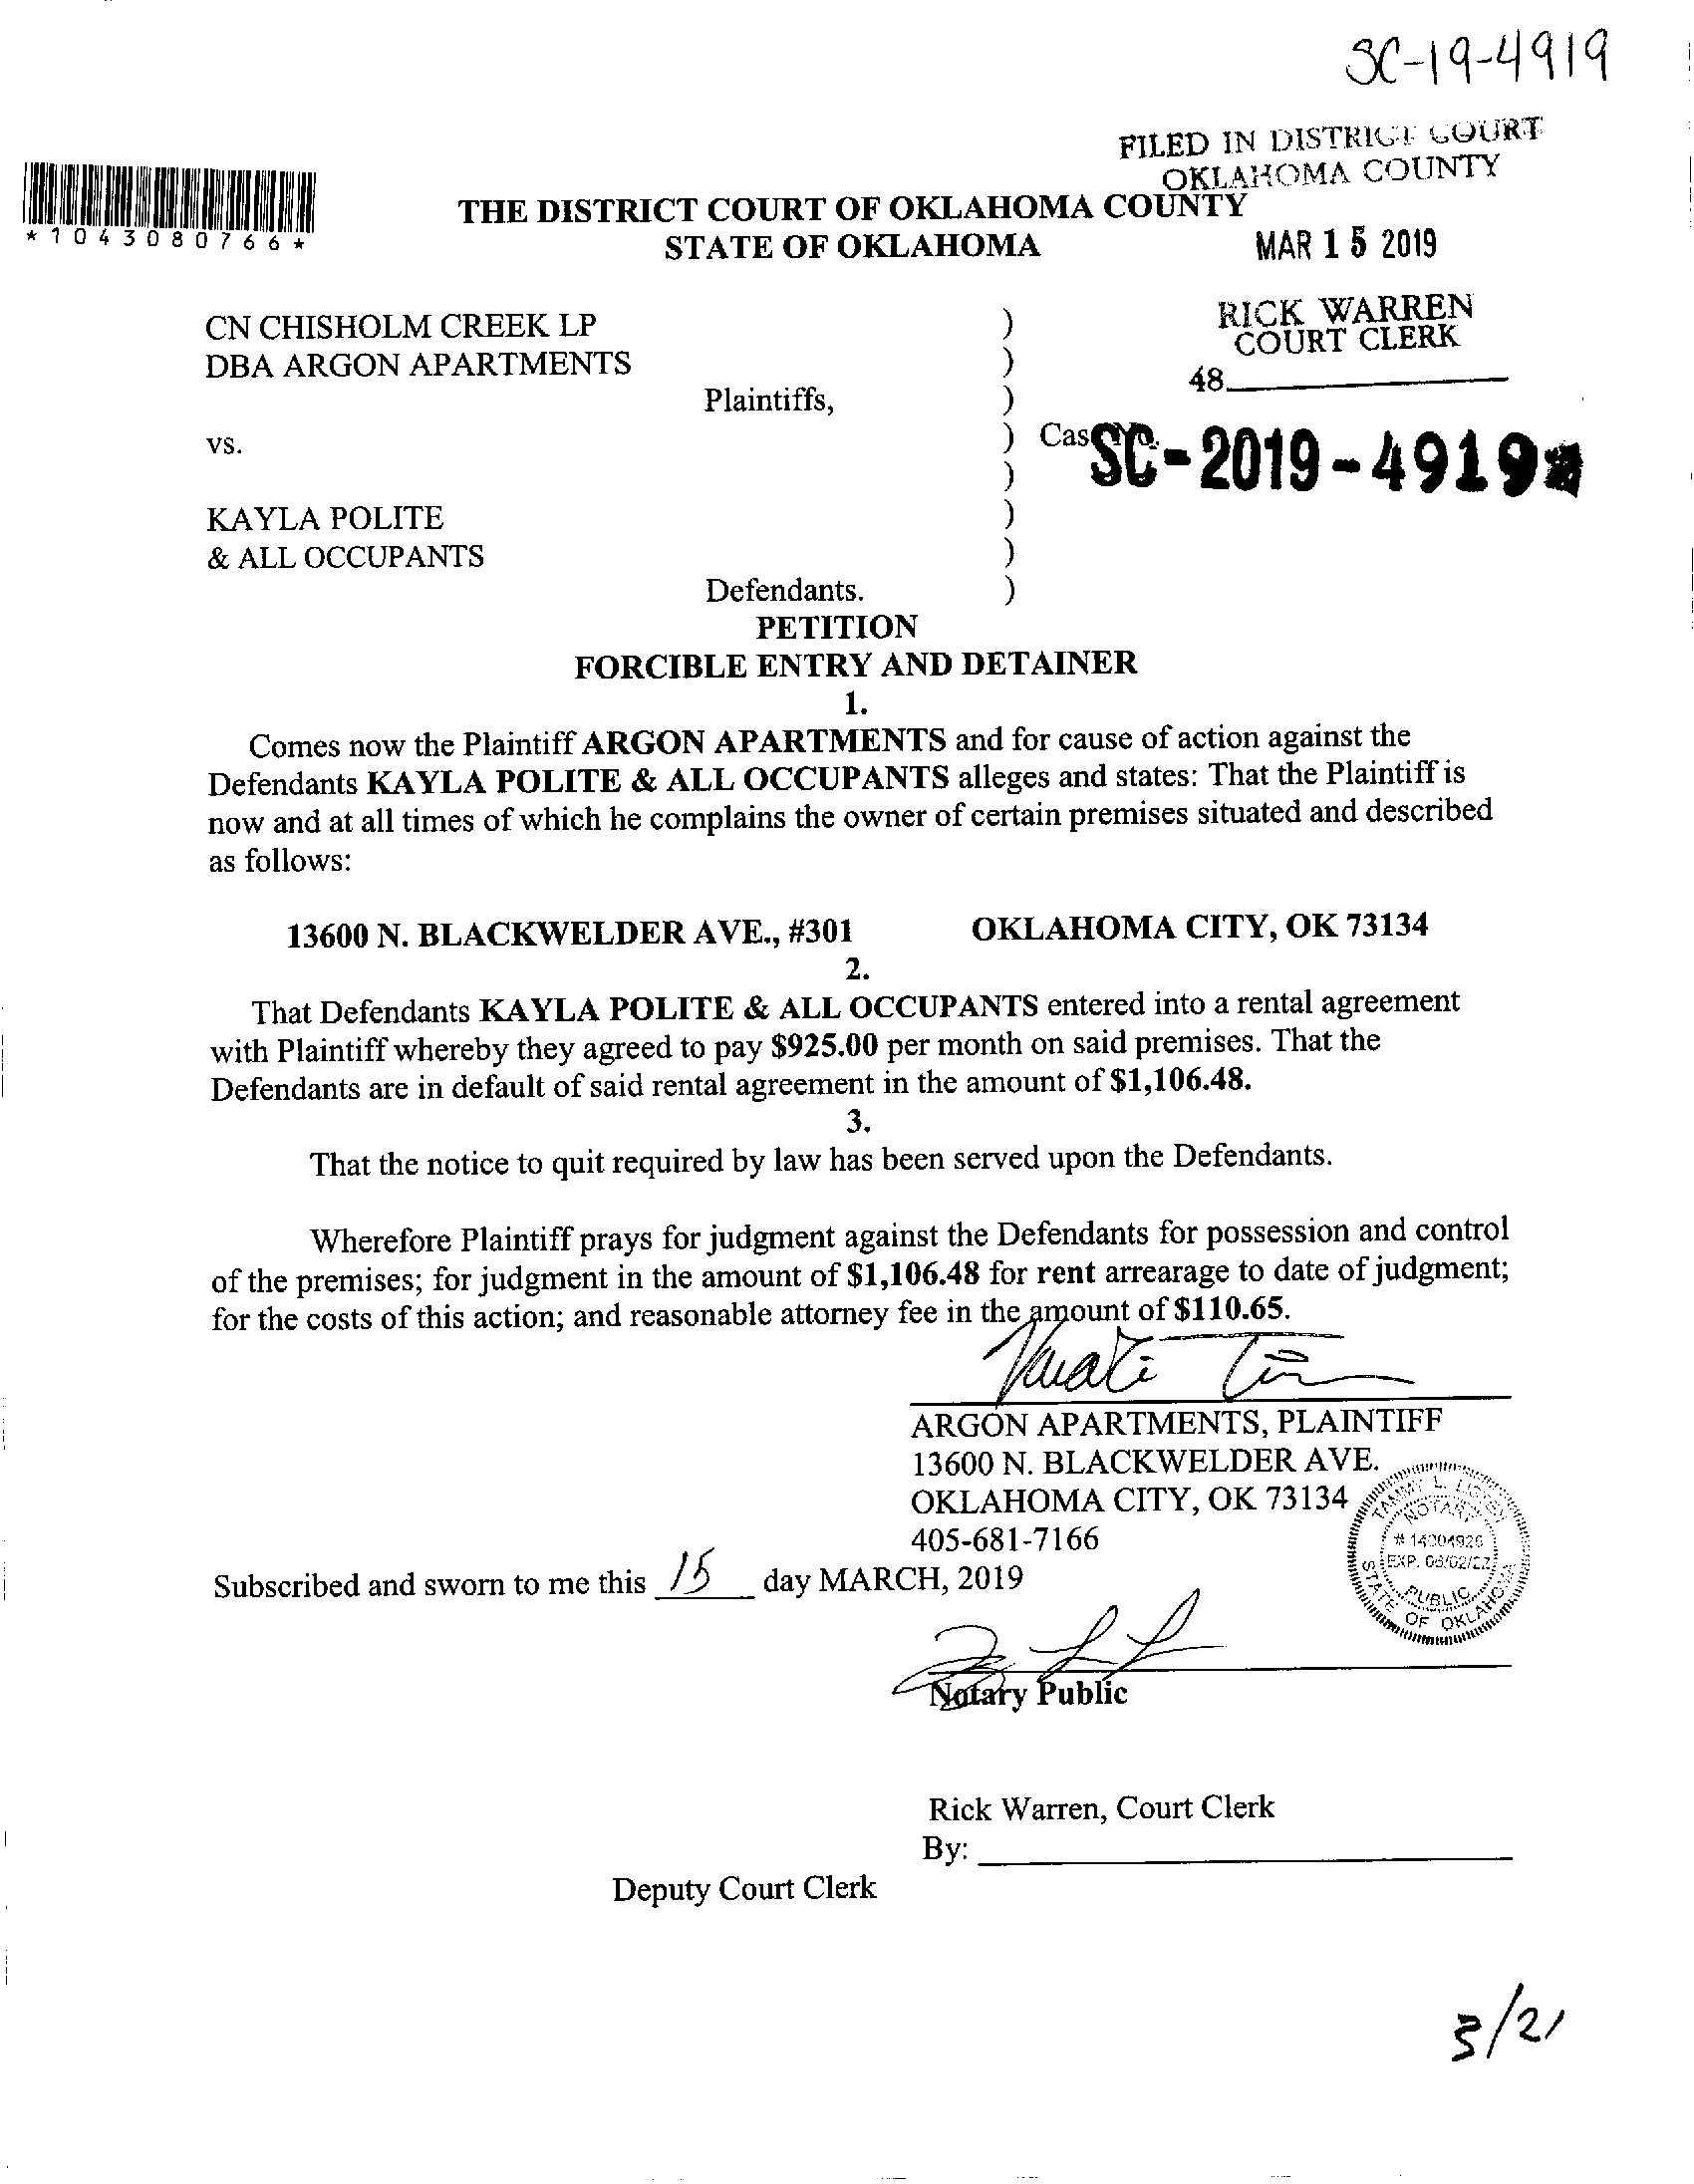 SC-19-4919
FILED IN DISTRICT COURT
OKLAHOMA COUNTY
*1043080766*
THE DISTRICT COURT OF OKLAHOMA COUNTY
STATE OF OKLAHOMA
MAR 15 2019
RICK WARREN
COURT CLERK
48
CN CHISHOLM CREEK LP )
DBA ARGON APARTMENTS )
Plaintiffs, )
vs. ) Case No. SC-2019-4919
)
KAYLA POLITE )
& ALL OCCUPANTS )
Defendants. )
PETITION
FORCIBLE ENTRY AND DETAINER
1.
Comes now the Plaintiff ARGON APARTMENTS and for cause of action against the
Defendants KAYLA POLITE & ALL OCCUPANTS alleges and states: That the Plaintiff is
now and at all times of which he complains the owner of certain premises situated and described
as follows:
13600 N. BLACKWELDER AVE., #301 OKLAHOMA CITY, OK 73134
2.
That Defendants KAYLA POLITE & ALL OCCUPANTS entered into a rental agreement
with Plaintiff whereby they agreed to pay $925.00 per month on said premises. That the
Defendants are in default of said rental agreement in the amount of $1,106.48.
3.
That the notice to quit required by law has been served upon the Defendants.
Wherefore Plaintiff prays for judgment against the Defendants for possession and control
of the premises; for judgment in the amount of $1,106.48 for rent arrearage to date of judgment;
for the costs of this action; and reasonable attorney fee in the amount of $110.65.
ARGON APARTMENTS, PLAINTIFF
13600 N. BLACKWELDER AVE.
OKLAHOMA CITY, OK 73134
405-681-7166
TAMMY L.
NOTARY
# 14004926
EXP. 06/02/22
PUBLIC
STATE OF OKLAHOMA
Subscribed and sworn to me this 15 day MARCH, 2019
Notary Public
Rick Warren, Court Clerk
By:
Deputy Court Clerk
3/21